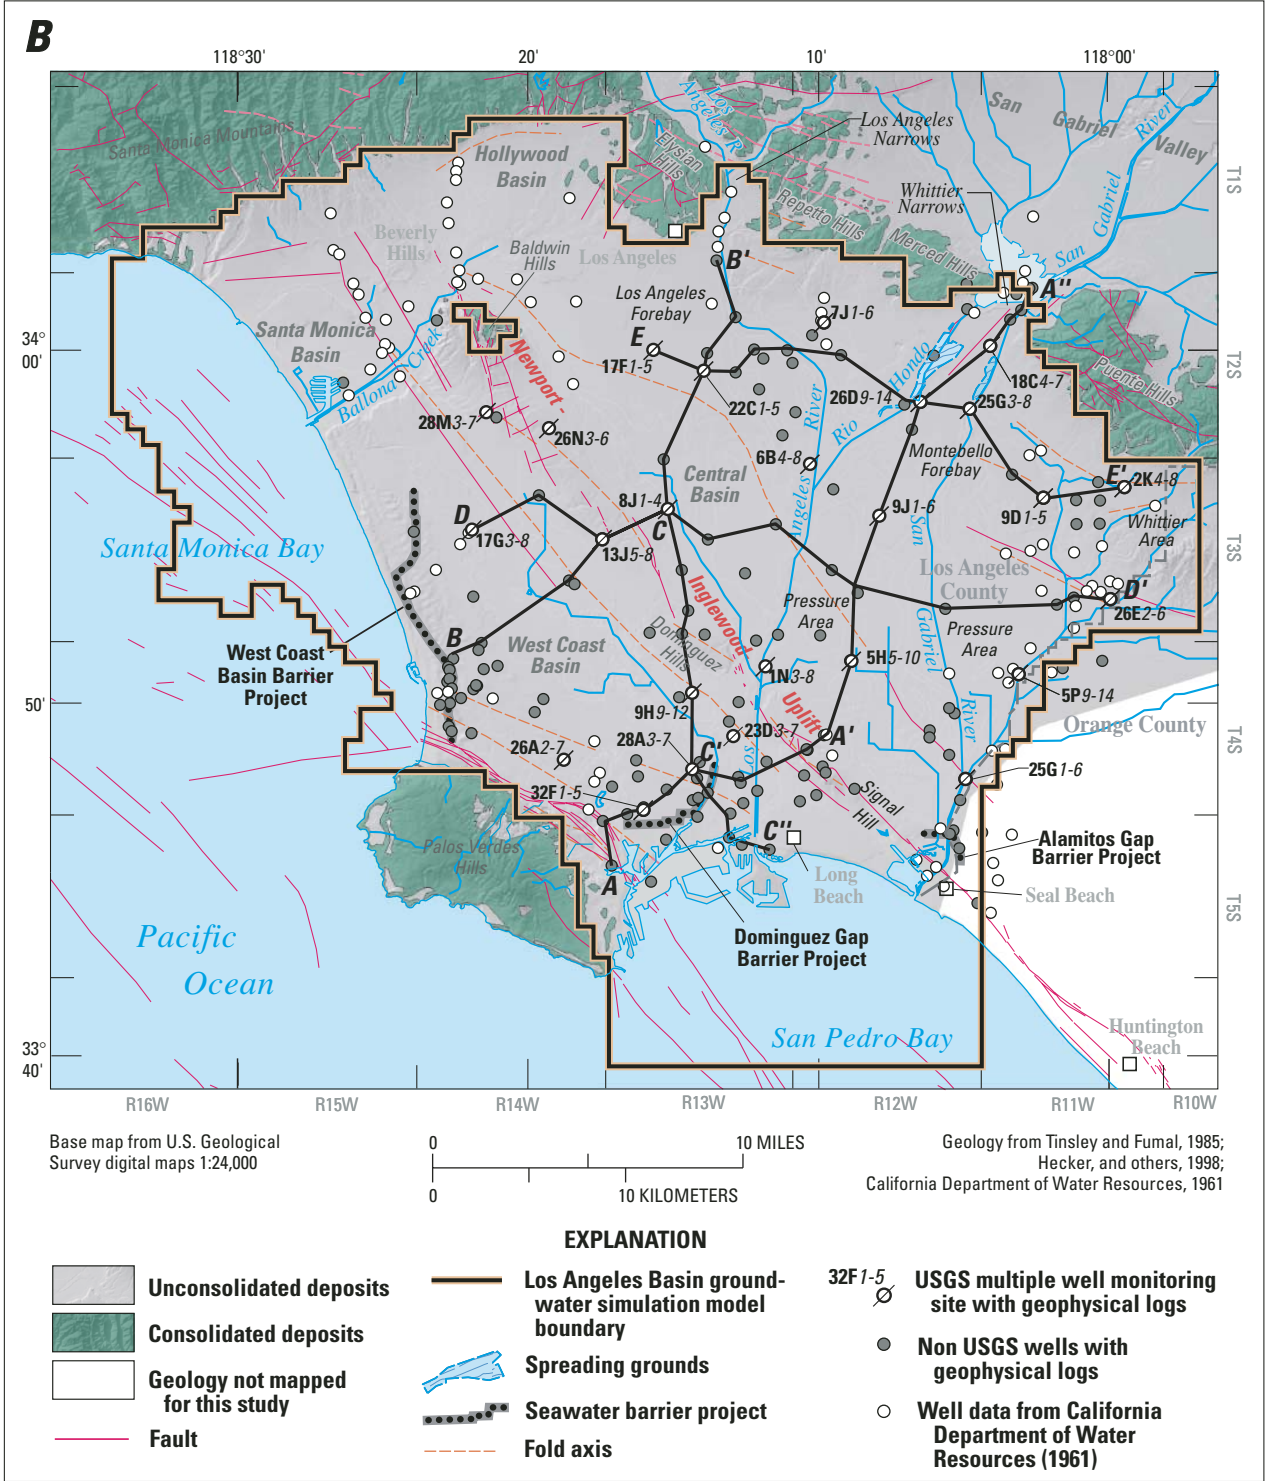 B
118°30'
20'
10'
118°00'
Santa Monica Mountains
Hollywood
Basin
Los
Angeles R
Elysian
Hills
Los Angeles
Narrows
San
Gabriel
Valley
River
Whittier
Narrows
Repetto Hills
Merced Hills
San
Gabriel
T1S
Beverly
Hills
Baldwin
Hills
Los Angeles
B'
A''
Los Angeles
Forebay
7J1-6
Santa Monica
Basin
34°
00'
E
17F1-5
Newport -
Ballona Creek
22C1-5
River
26D9-14
Hondo
Rio
18C4-7
25G3-8
Puente Hills
T2S
28M3-7
26N3-6
6B4-8
Montebello
Forebay
Central
Basin
E'
2K4-8
8J1-4
C
Angeles
9J1-6
9D1-5
Whittier
Area
D
17G3-8
13J5-8
San
Santa Monica Bay
Los Angeles
County
T3S
Inglewood
Pressure
Area
D'
26E2-6
B
West Coast
Basin
Dominguez
Hills
Gabriel
Pressure
Area
West Coast
Basin Barrier
Project
1N3-8
5H5-10
5P9-14
50'
9H9-12
Uplift
River
Orange County
26A2-7
28A3-7
C'
23D3-7
A'
T4S
Los
25G1-6
32F1-5
Signal
Hill
C''
Alamitos Gap
Barrier Project
Palos Verdes
Hills
A
Long
Beach
Seal Beach
T5S
Pacific
Ocean
Dominguez Gap
Barrier Project
San Pedro Bay
Huntington
Beach
33°
40'
R16W
R15W
R14W
R13W
R12W
R11W
R10W
Base map from U.S. Geological
Survey digital maps 1:24,000
0
10 MILES
0
10 KILOMETERS
Geology from Tinsley and Fumal, 1985;
Hecker, and others, 1998;
California Department of Water Resources, 1961
EXPLANATION
Unconsolidated deposits
Consolidated deposits
Geology not mapped
for this study
Fault
Los Angeles Basin ground-
water simulation model
boundary
Spreading grounds
Seawater barrier project
Fold axis
32F1-5
USGS multiple well monitoring
site with geophysical logs
Non USGS wells with
geophysical logs
Well data from California
Department of Water
Resources (1961)